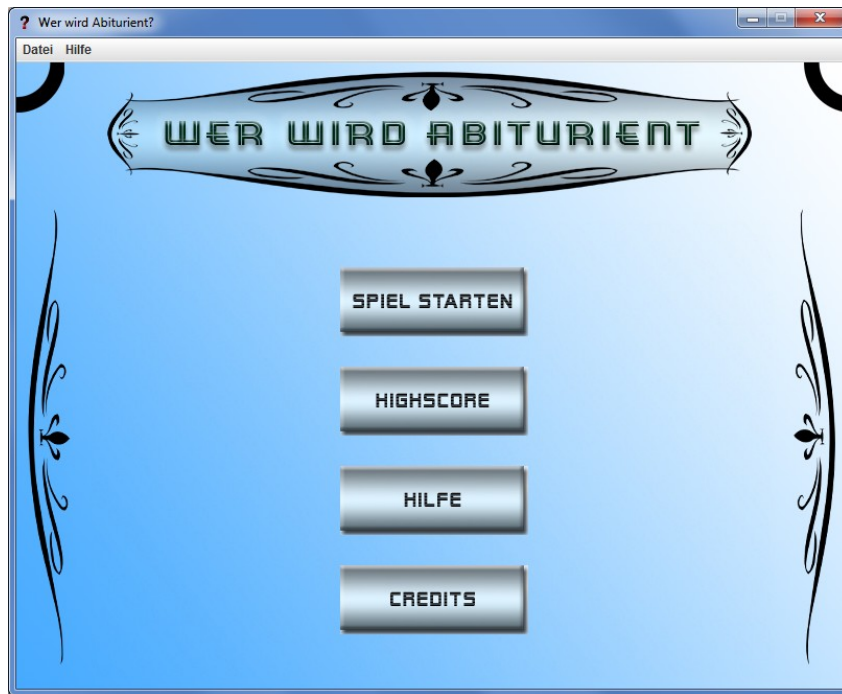 Wer wird Abiturient?
Datei Hilfe
WER WIRD ABITURIENT
SPIEL STARTEN
HIGHSCORE
HILFE
CREDITS